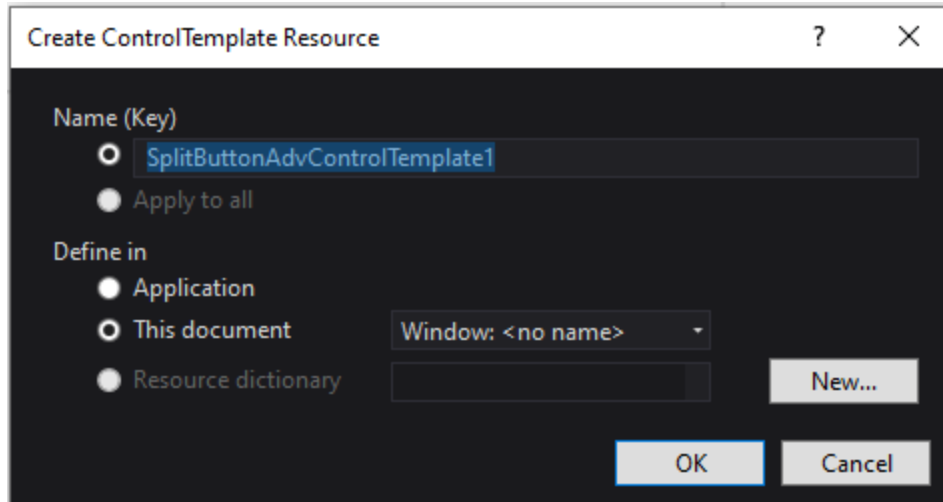 Create ControlTemplate Resource
?
Name (Key)
SplitButtonAdvControlTemplate1
Apply to all
Define in
Application
This document
Window: <no name>
Resource dictionary
New...
OK
Cancel